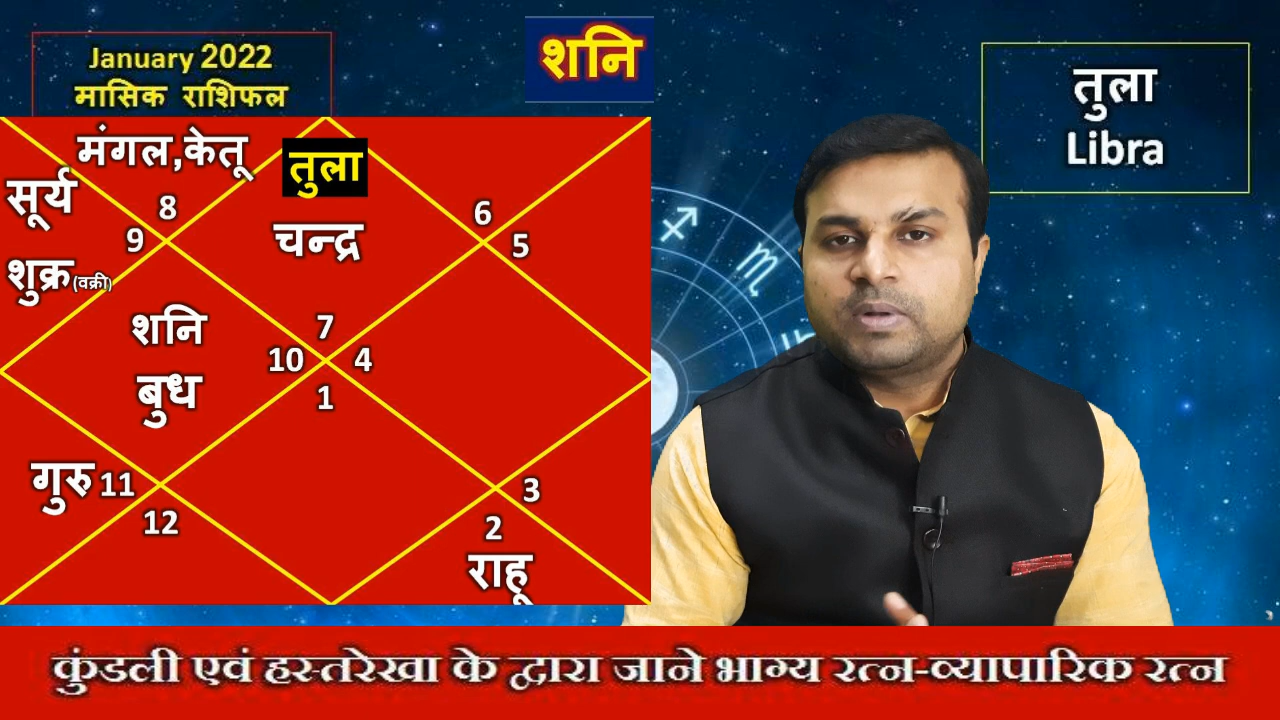 January 2022
मासिक राशिफल
शनि
तुला
Libra
मंगल,केतू
तुला
सूर्य
8
6
चन्द्र
9
5
शुक्र(वक्री)
शनि
7
10
4
बुध
1
गुरु 11
3
12
2
राहू
कुंडली एवं हस्तरेखा के द्वारा जाने भाग्य रत्न-व्यापारिक रत्न